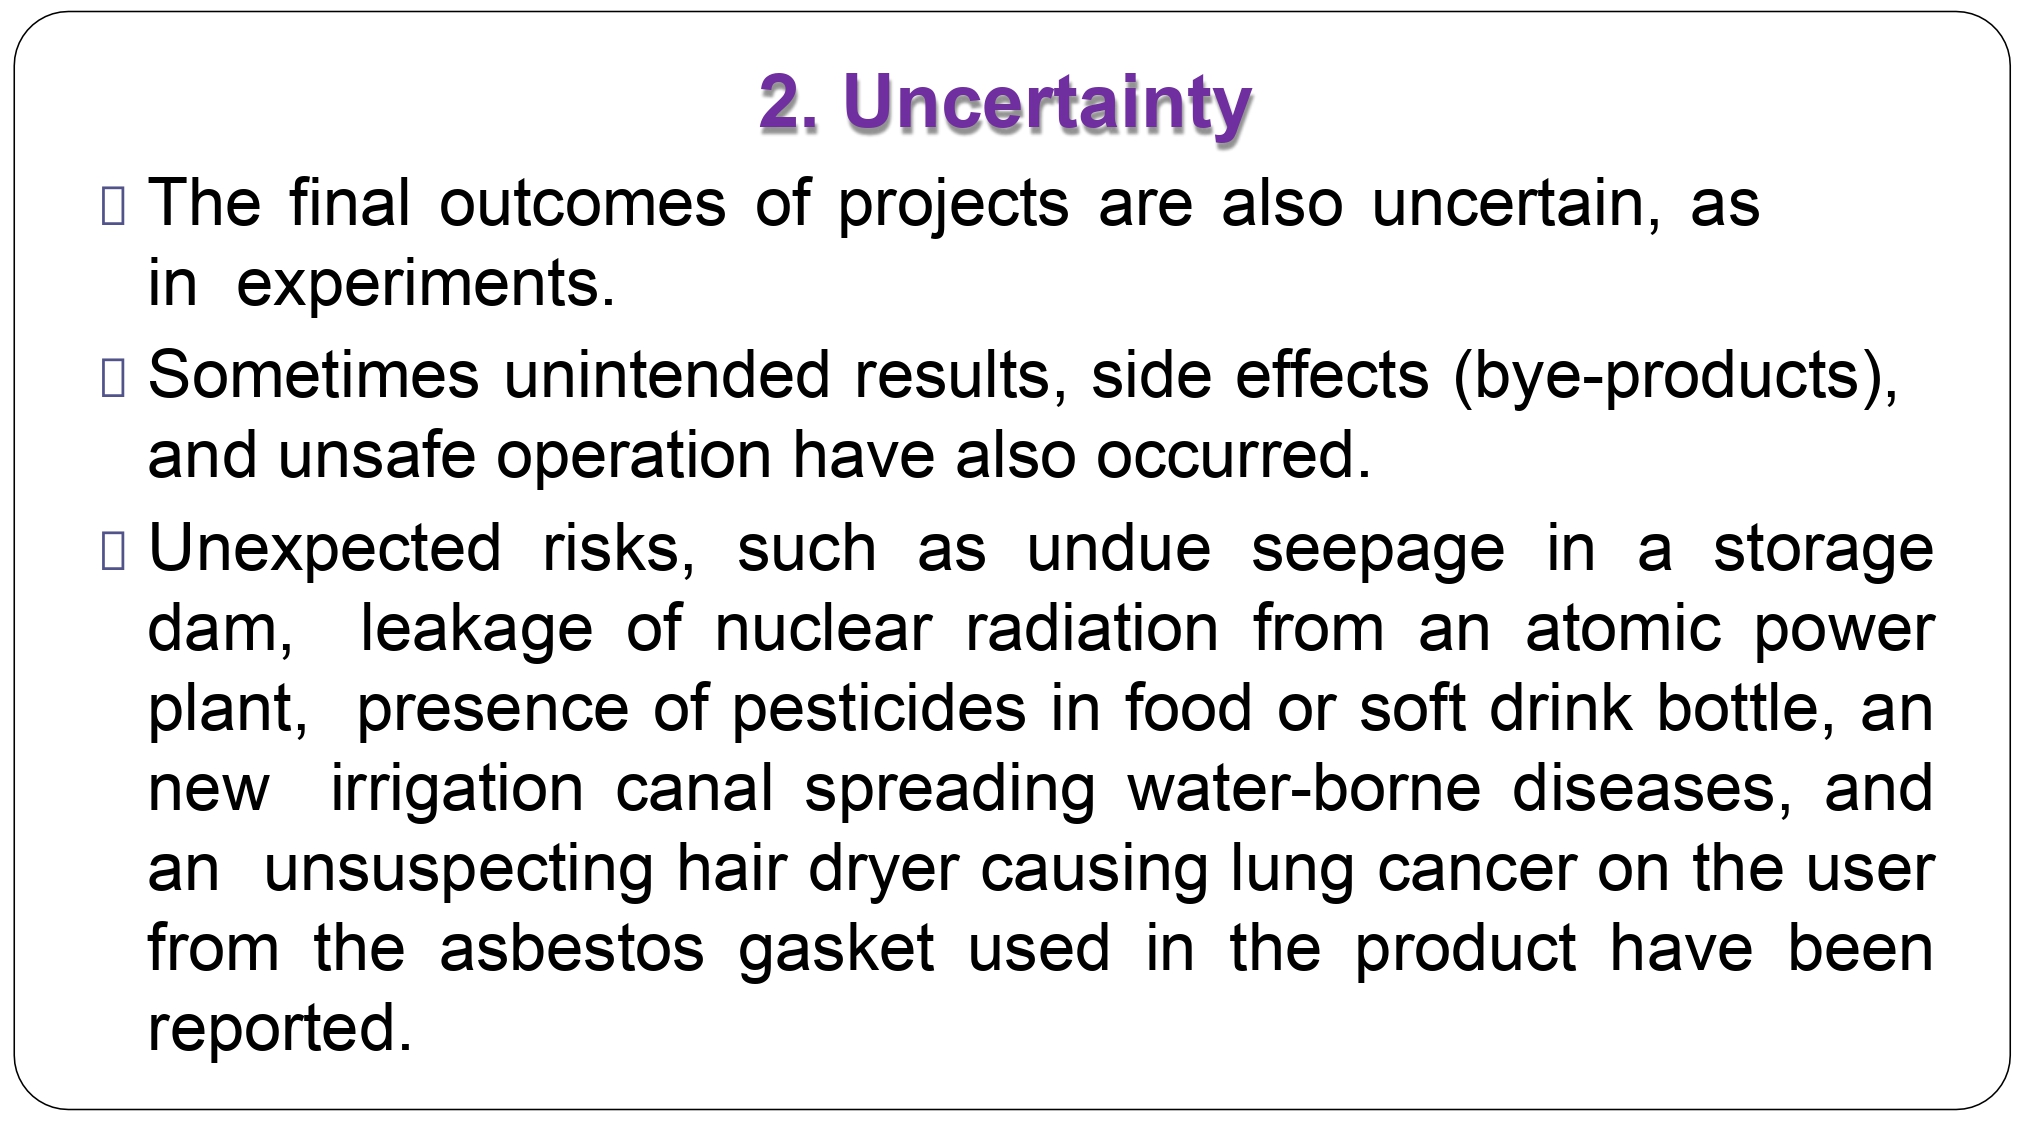 2. Uncertainty
The final outcomes of projects are also uncertain, as
in experiments.
Sometimes unintended results, side effects (bye-products),
and unsafe operation have also occurred.
Unexpected risks, such as undue seepage in a storage
dam, leakage of nuclear radiation from an atomic power
plant, presence of pesticides in food or soft drink bottle, an
new irrigation canal spreading water-borne diseases, and
an unsuspecting hair dryer causing lung cancer on the user
from the asbestos gasket used in the product have been
reported.